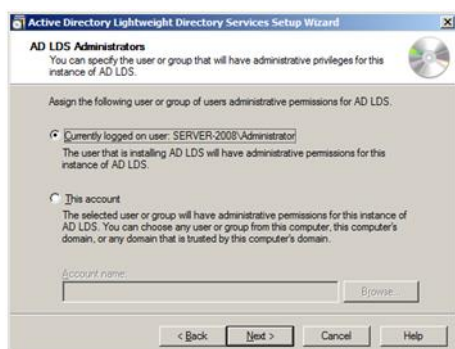 Active Directory Lightweight Directory Services Setup Wizard
AD LDS Administrators
You can specify the user or group that will have administrative privileges for this
instance of AD LDS.
Assign the following user or group of users administrative permissions for AD LDS.
Currently logged on user: SERVER-2008\Administrator
The user that is installing AD LDS will have administrative permissions for this
instance of AD LDS.
This account
The selected user or group will have administrative permissions for this instance of
AD LDS. You can choose any user or group from this computer, this computer's
domain, or any domain that is trusted by this computer's domain.
Account name:
Browse...
< Back
Next >
Cancel
Help